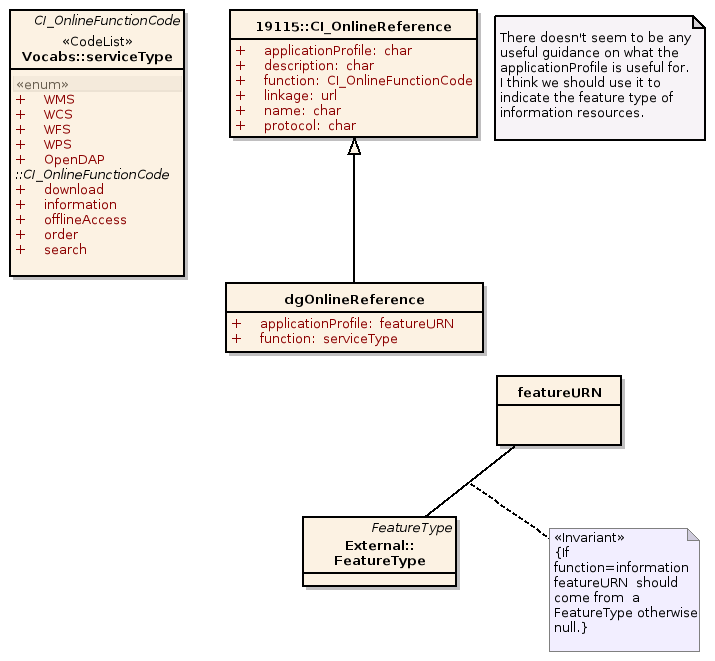 CI_OnlineFunctionCode
«CodeList»
Vocabs::serviceType
«enum»
+ WMS
+ WCS
+ WFS
+ WPS
+ OpenDAP
::CI_OnlineFunctionCode
+ download
+ information
+ offlineAccess
+ order
+ search
19115::CI_OnlineReference
+ applicationProfile: char
+ description: char
+ function: CI_OnlineFunctionCode
+ linkage: url
+ name: char
+ protocol: char
There doesn't seem to be any
useful guidance on what the
applicationProfile is useful for.
I think we should use it to
indicate the feature type of
information resources.
dgOnlineReference
+ applicationProfile: featureURN
+ function: serviceType
featureURN
FeatureType
External::
FeatureType
«Invariant»
{If
function=information
featureURN should
come from a
FeatureType otherwise
null.}